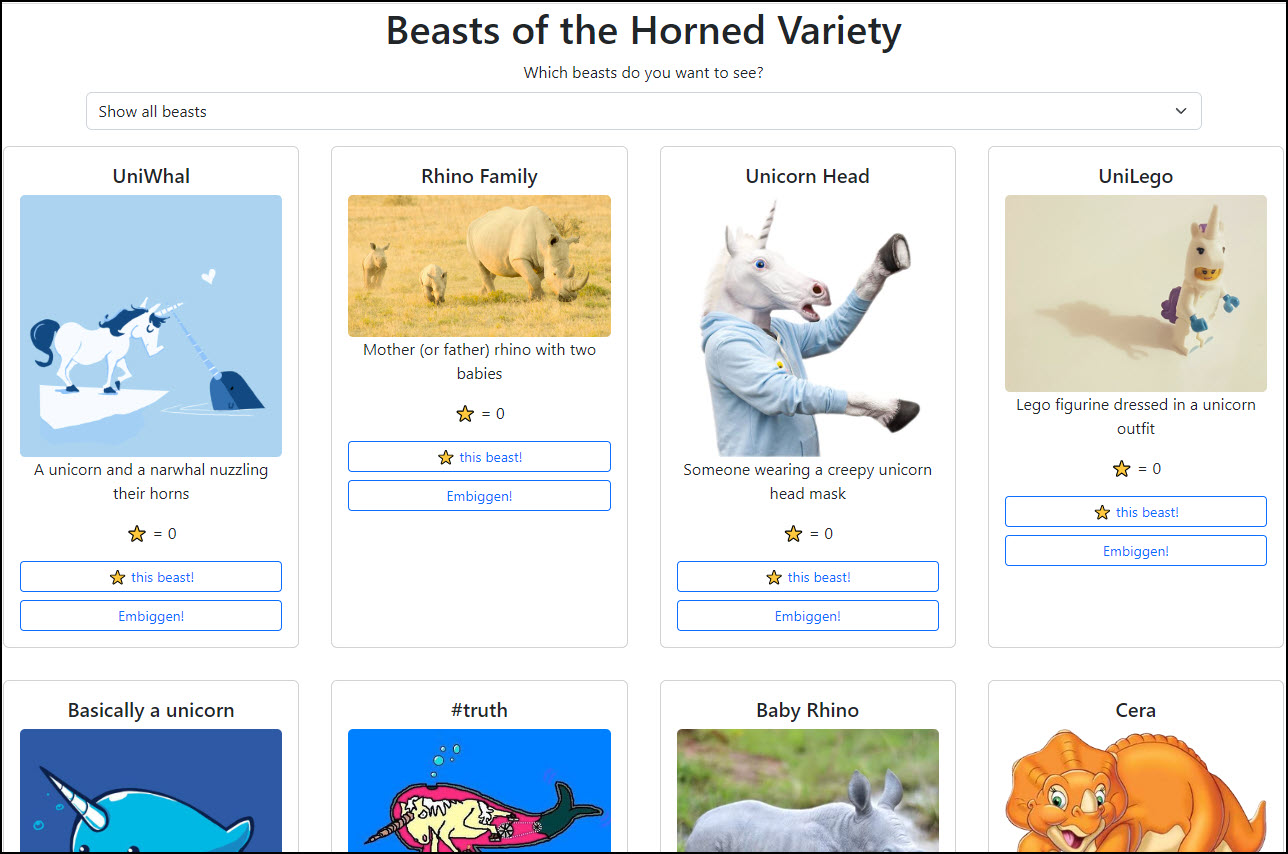 Beasts of the Horned Variety
Which beasts do you want to see?
Show all beasts
UniWhal
A unicorn and a narwhal nuzzling
their horns
= 0
this beast!
Embiggen!
Rhino Family
Mother (or father) rhino with two
babies
= 0
this beast!
Embiggen!
Unicorn Head
Someone wearing a creepy unicorn
head mask
= 0
this beast!
Embiggen!
UniLego
Lego figurine dressed in a unicorn
outfit
= 0
this beast!
Embiggen!
Basically a unicorn
#truth
Baby Rhino
Cera